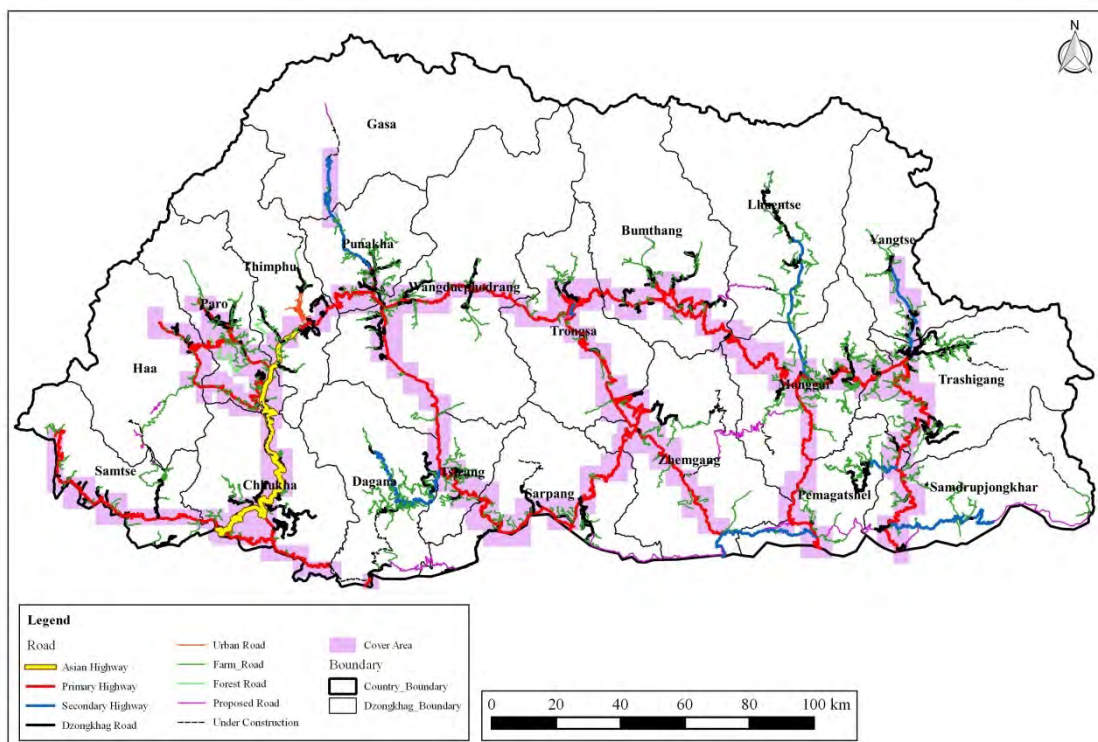 N
Gasa
Punakha
Thimphu
Bumthang
Lhuentse
Yangtse
Wangduephodrang
Paro
Trongsa
Haa
Monggar
Trashigang
Samtse
Chhukha
Dagana
Tsirang
Sarpang
Zhemgang
Pemagatshel
Samdrupjongkhar
Legend
Road
Asian Highway
Primary Highway
Secondary Highway
Dzongkhag Road
Urban Road
Farm_Road
Forest Road
Proposed Road
Under Construction
Cover Area
Boundary
Country_Boundary
Dzongkhag_Boundary
0 20 40 60 80 100 km